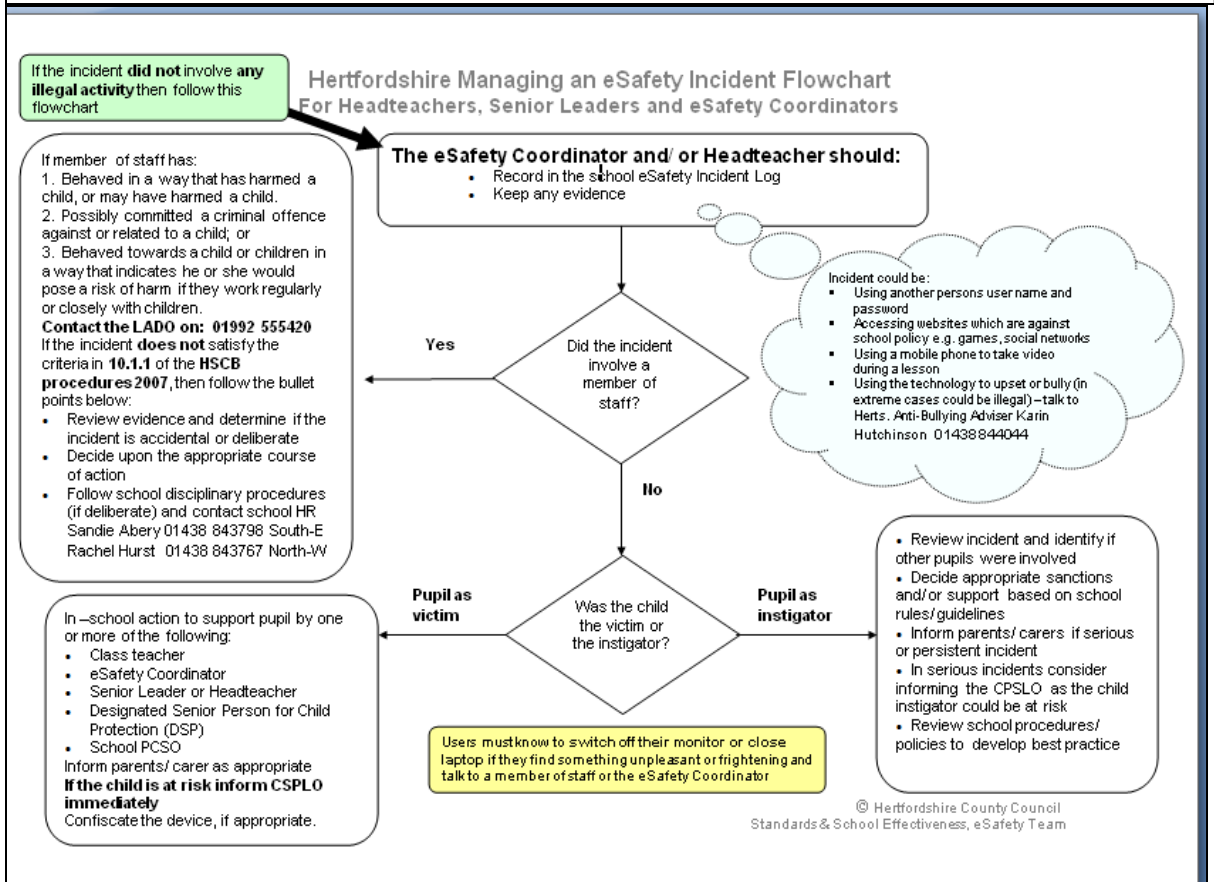 If the incident did not involve any
illegal activity then follow this
flowchart
Hertfordshire Managing an eSafety Incident Flowchart
For Headteachers, Senior Leaders and eSafety Coordinators
The eSafety Coordinator and/ or Headteacher should:
• Record in the school eSafety Incident Log
• Keep any evidence
If member of staff has:
1. Behaved in a way that has harmed a
child, or may have harmed a child.
2. Possibly committed a criminal offence
against or related to a child; or
3. Behaved towards a child or children in
a way that indicates he or she would
pose a risk of harm if they work regularly
or closely with children.
Contact the LADO on: 01992 555420
If the incident does not satisfy the
criteria in 10.1.1 of the HSCB
procedures 2007, then follow the bullet
points below:
• Review evidence and determine if the
incident is accidental or deliberate
• Decide upon the appropriate course
of action
• Follow school disciplinary procedures
(if deliberate) and contact school HR
Sandie Abery 01438 843798 South-E
Rachel Hurst 01438 843767 North-W
Yes
Did the incident
involve a
member of
staff?
Incident could be:
▪ Using another persons user name and
password
▪ Accessing websites which are against
school policy e.g. games, social networks
▪ Using a mobile phone to take video
during a lesson
▪ Using the technology to upset or bully (in
extreme cases could be illegal) – talk to
Herts. Anti-Bullying Adviser Karin
Hutchinson 01438844044
No
Pupil as
victim
Was the child
the victim or
the instigator?
Pupil as
instigator
In –school action to support pupil by one
or more of the following:
• Class teacher
• eSafety Coordinator
• Senior Leader or Headteacher
• Designated Senior Person for Child
Protection (DSP)
• School PCSO
Inform parents/ carer as appropriate
If the child is at risk inform CSPLO
immediately
Confiscate the device, if appropriate.
• Review incident and identify if
other pupils were involved
• Decide appropriate sanctions
and/or support based on school
rules/guidelines
• Inform parents/ carers if serious
or persistent incident
• In serious incidents consider
informing the CPSLO as the child
instigator could be at risk
• Review school procedures/
policies to develop best practice
Users must know to switch off their monitor or close
laptop if they find something unpleasant or frightening and
talk to a member of staff or the eSafety Coordinator
© Hertfordshire County Council
Standards & School Effectiveness, eSafety Team